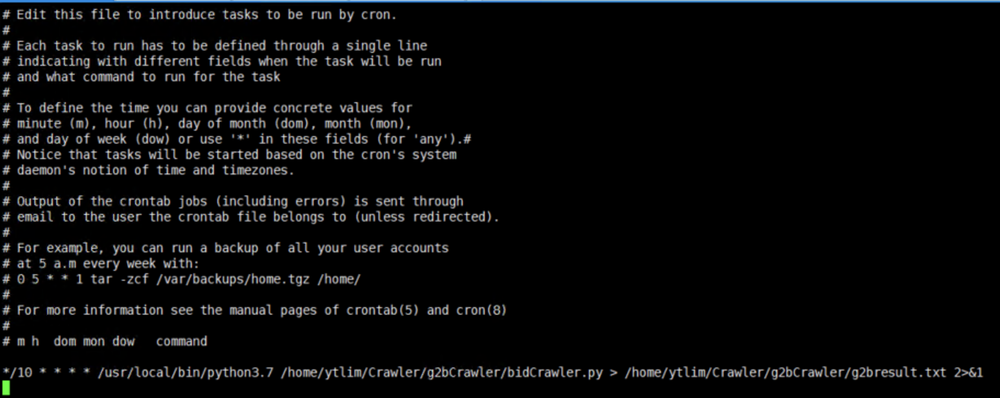 # Edit this file to introduce tasks to be run by cron.
#
# Each task to run has to be defined through a single line
# indicating with different fields when the task will be run
# and what command to run for the task
#
# To define the time you can provide concrete values for
# minute (m), hour (h), day of month (dom), month (mon),
# and day of week (dow) or use '*' in these fields (for 'any').#
# Notice that tasks will be started based on the cron's system
# daemon's notion of time and timezones.
#
# Output of the crontab jobs (including errors) is sent through
# email to the user the crontab file belongs to (unless redirected).
#
# For example, you can run a backup of all your user accounts
# at 5 a.m every week with:
# 0 5 * * 1 tar -zcf /var/backups/home.tgz /home/
#
# For more information see the manual pages of crontab(5) and cron(8)
#
# m h  dom mon dow   command

*/10 * * * * /usr/local/bin/python3.7 /home/ytlim/Crawler/g2bCrawler/bidCrawler.py > /home/ytlim/Crawler/g2bCrawler/g2bresult.txt 2>&1